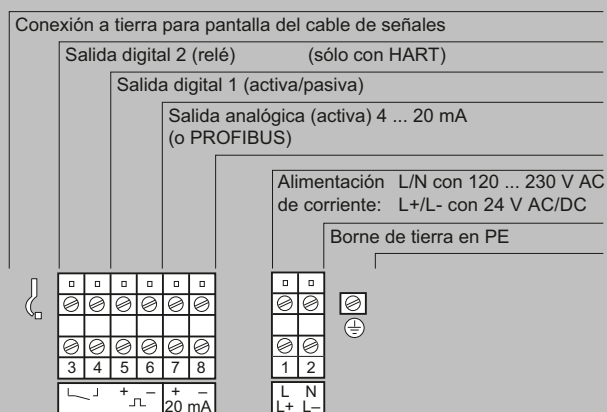 Conexión a tierra para pantalla del cable de señales
Salida digital 2 (relé) (sólo con HART)
Salida digital 1 (activa/pasiva)
Salida analógica (activa) 4 ... 20 mA
(o PROFIBUS)
Alimentación L/N con 120 ... 230 V AC
de corriente: L+/L- con 24 V AC/DC
Borne de tierra en PE
3 4 5 6 7 8 1 2
+ – + – L N
20 mA L+ L–